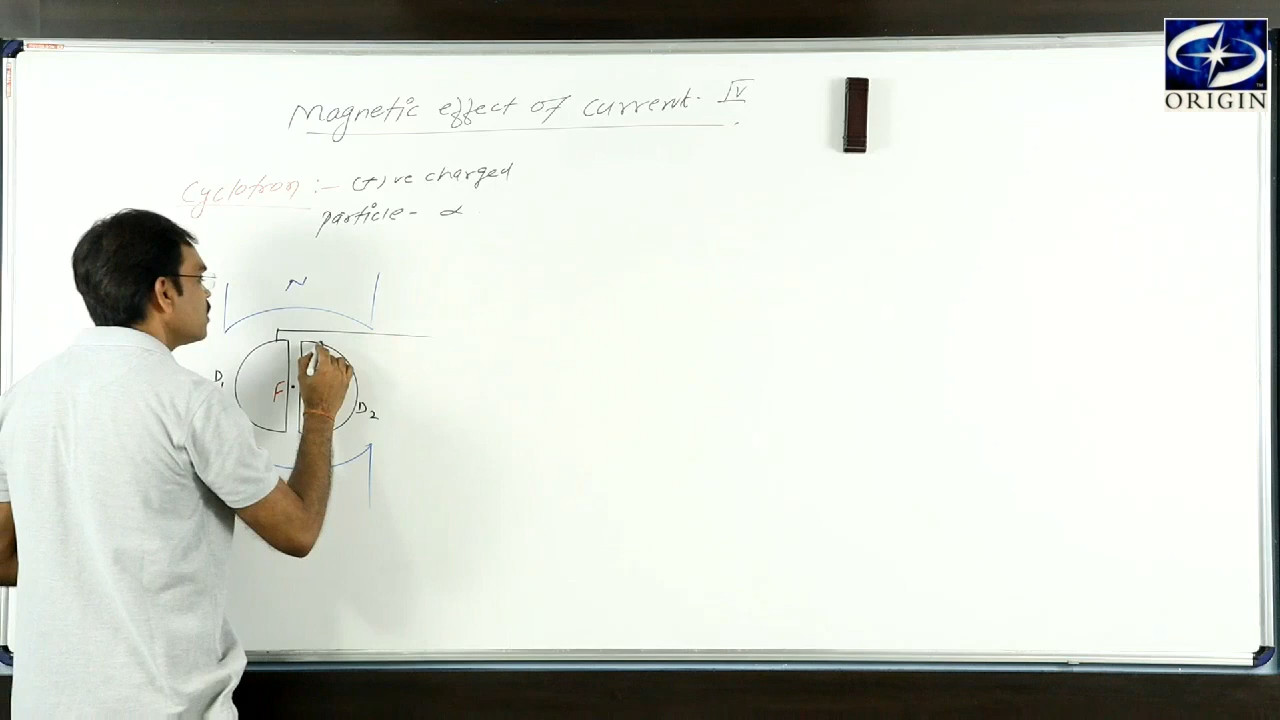 Magnetic effect of current. IV
Cyclotron :- (+)ve charged
particle - α
N
D1
F
D2
ORIGIN